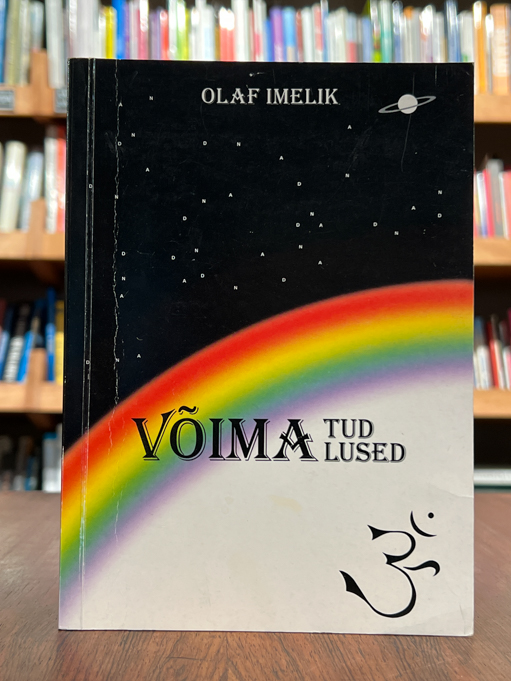 OLAF IMELIK
VÕIMA TUD
LUSED
ॐ